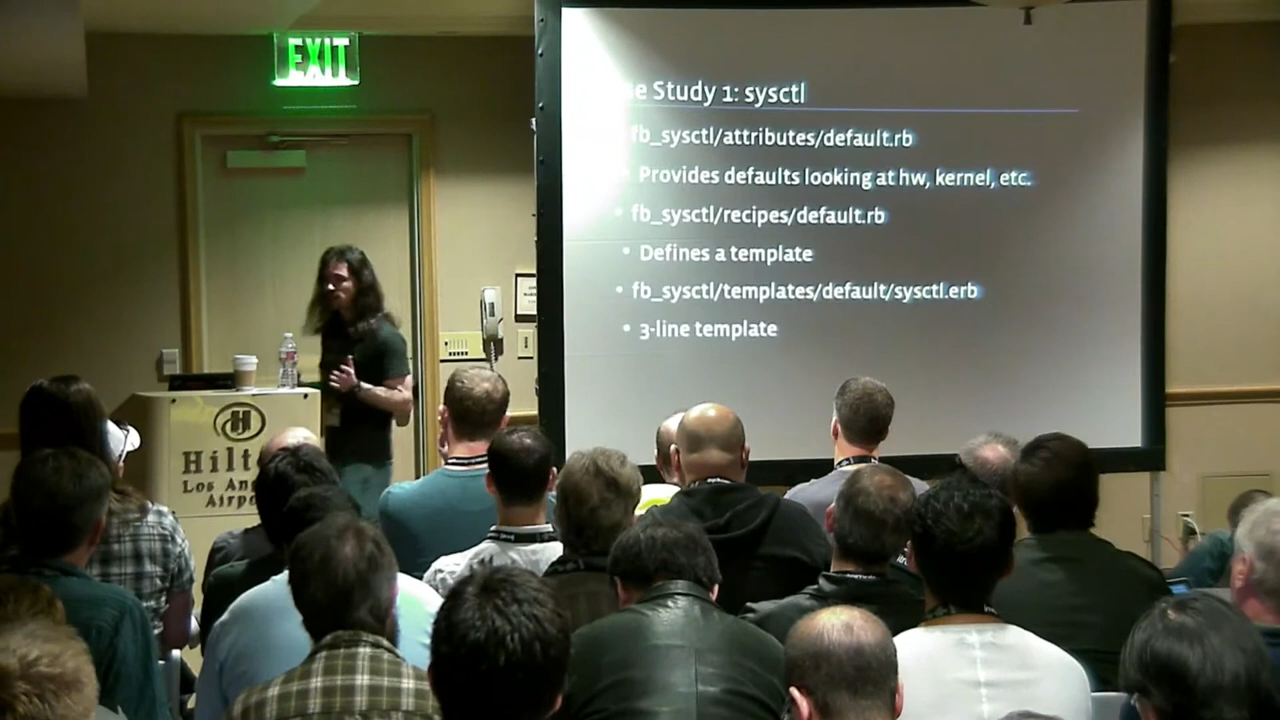 EXIT
e Study 1: sysctl
fb_sysctl/attributes/default.rb
• Provides defaults looking at hw, kernel, etc.
• fb_sysctl/recipes/default.rb
• Defines a template
• fb_sysctl/templates/default/sysctl.erb
• 3-line template
H
Hilt
Los An
Airpo